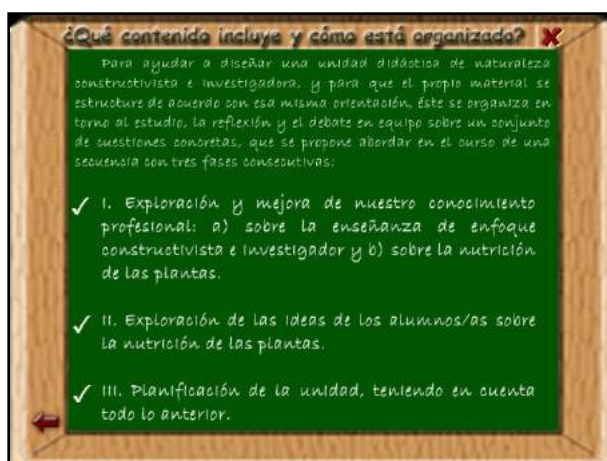 ¿Qué contenido incluye y cómo está organizado?
Para ayudar a diseñar una unidad didáctica de naturaleza
constructivista e investigadora, y para que el propio material se
estructure de acuerdo con esa misma orientación, éste se organiza en
torno al estudio, la reflexión y el debate en equipo sobre un conjunto
de cuestiones concretas, que se propone abordar en el curso de una
secuencia con tres fases consecutivas:
✓ I. Exploración y mejora de nuestro conocimiento
profesional: a) sobre la enseñanza de enfoque
constructivista e investigador y b) sobre la nutrición
de las plantas.
✓ II. Exploración de las ideas de los alumnos/as sobre
la nutrición de las plantas.
✓ III. Planificación de la unidad, teniendo en cuenta
todo lo anterior.